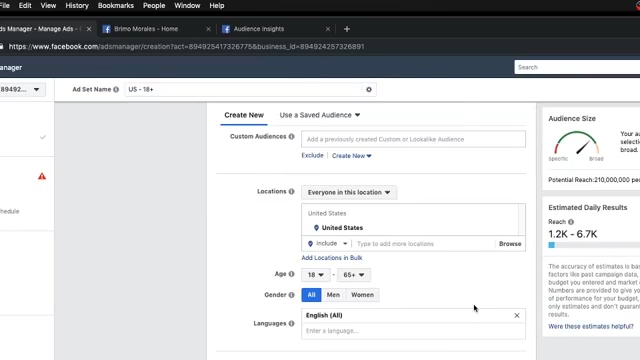 Edit View History Bookmarks People Window Help
ds Manager - Manage Ads - C
Brimo Morales - Home
Audience Insights
https://www.facebook.com/adsmanager/creation?act=894925417326775&business_id=894924257326891
nager
Search
89492...
Ad Set Name
US - 18+
Create New
Use a Saved Audience
Audience Size
Custom Audiences
Add a previously created Custom or Lookalike Audience
Exclude
Create New
Your au
selectio
broad.
Specific
Broad
Potential Reach: 210,000,000 pe
Locations
Everyone in this location
hedule
United States
United States
Estimated Daily Results
Reach
1.2K - 6.7K
Include
Type to add more locations
Browse
Add Locations in Bulk
Age
18
-
65+
The accuracy of estimates is bas
factors like past campaign data,
budget you entered and market
Numbers are provided to give yo
of performance for your budget,
only estimates and don't guarant
results.
Gender
All
Men
Women
English (All)
Languages
Enter a language...
Were these estimates helpful?